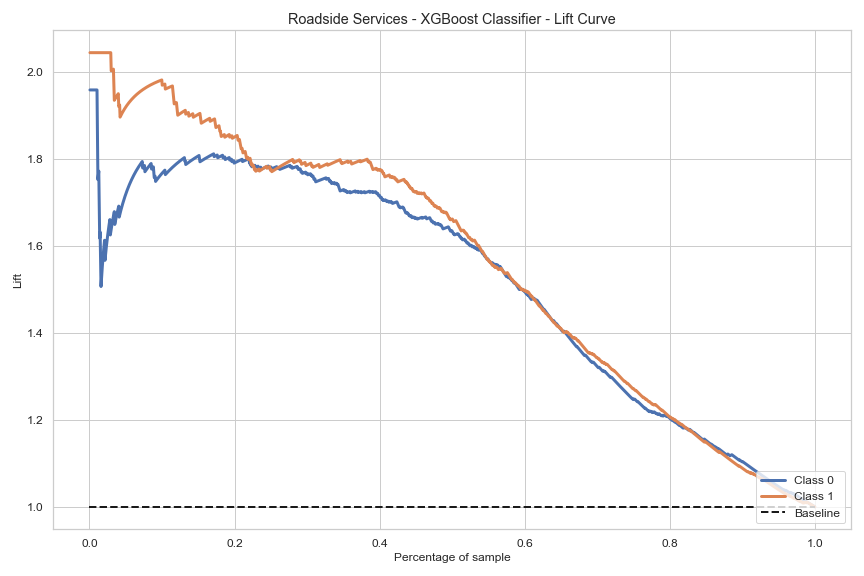 Roadside Services - XGBoost Classifier - Lift Curve
2.0
1.8
1.6
1.4
1.2
1.0
Lift
0.0 0.2 0.4 0.6 0.8 1.0
Percentage of sample
Class 0
Class 1
Baseline